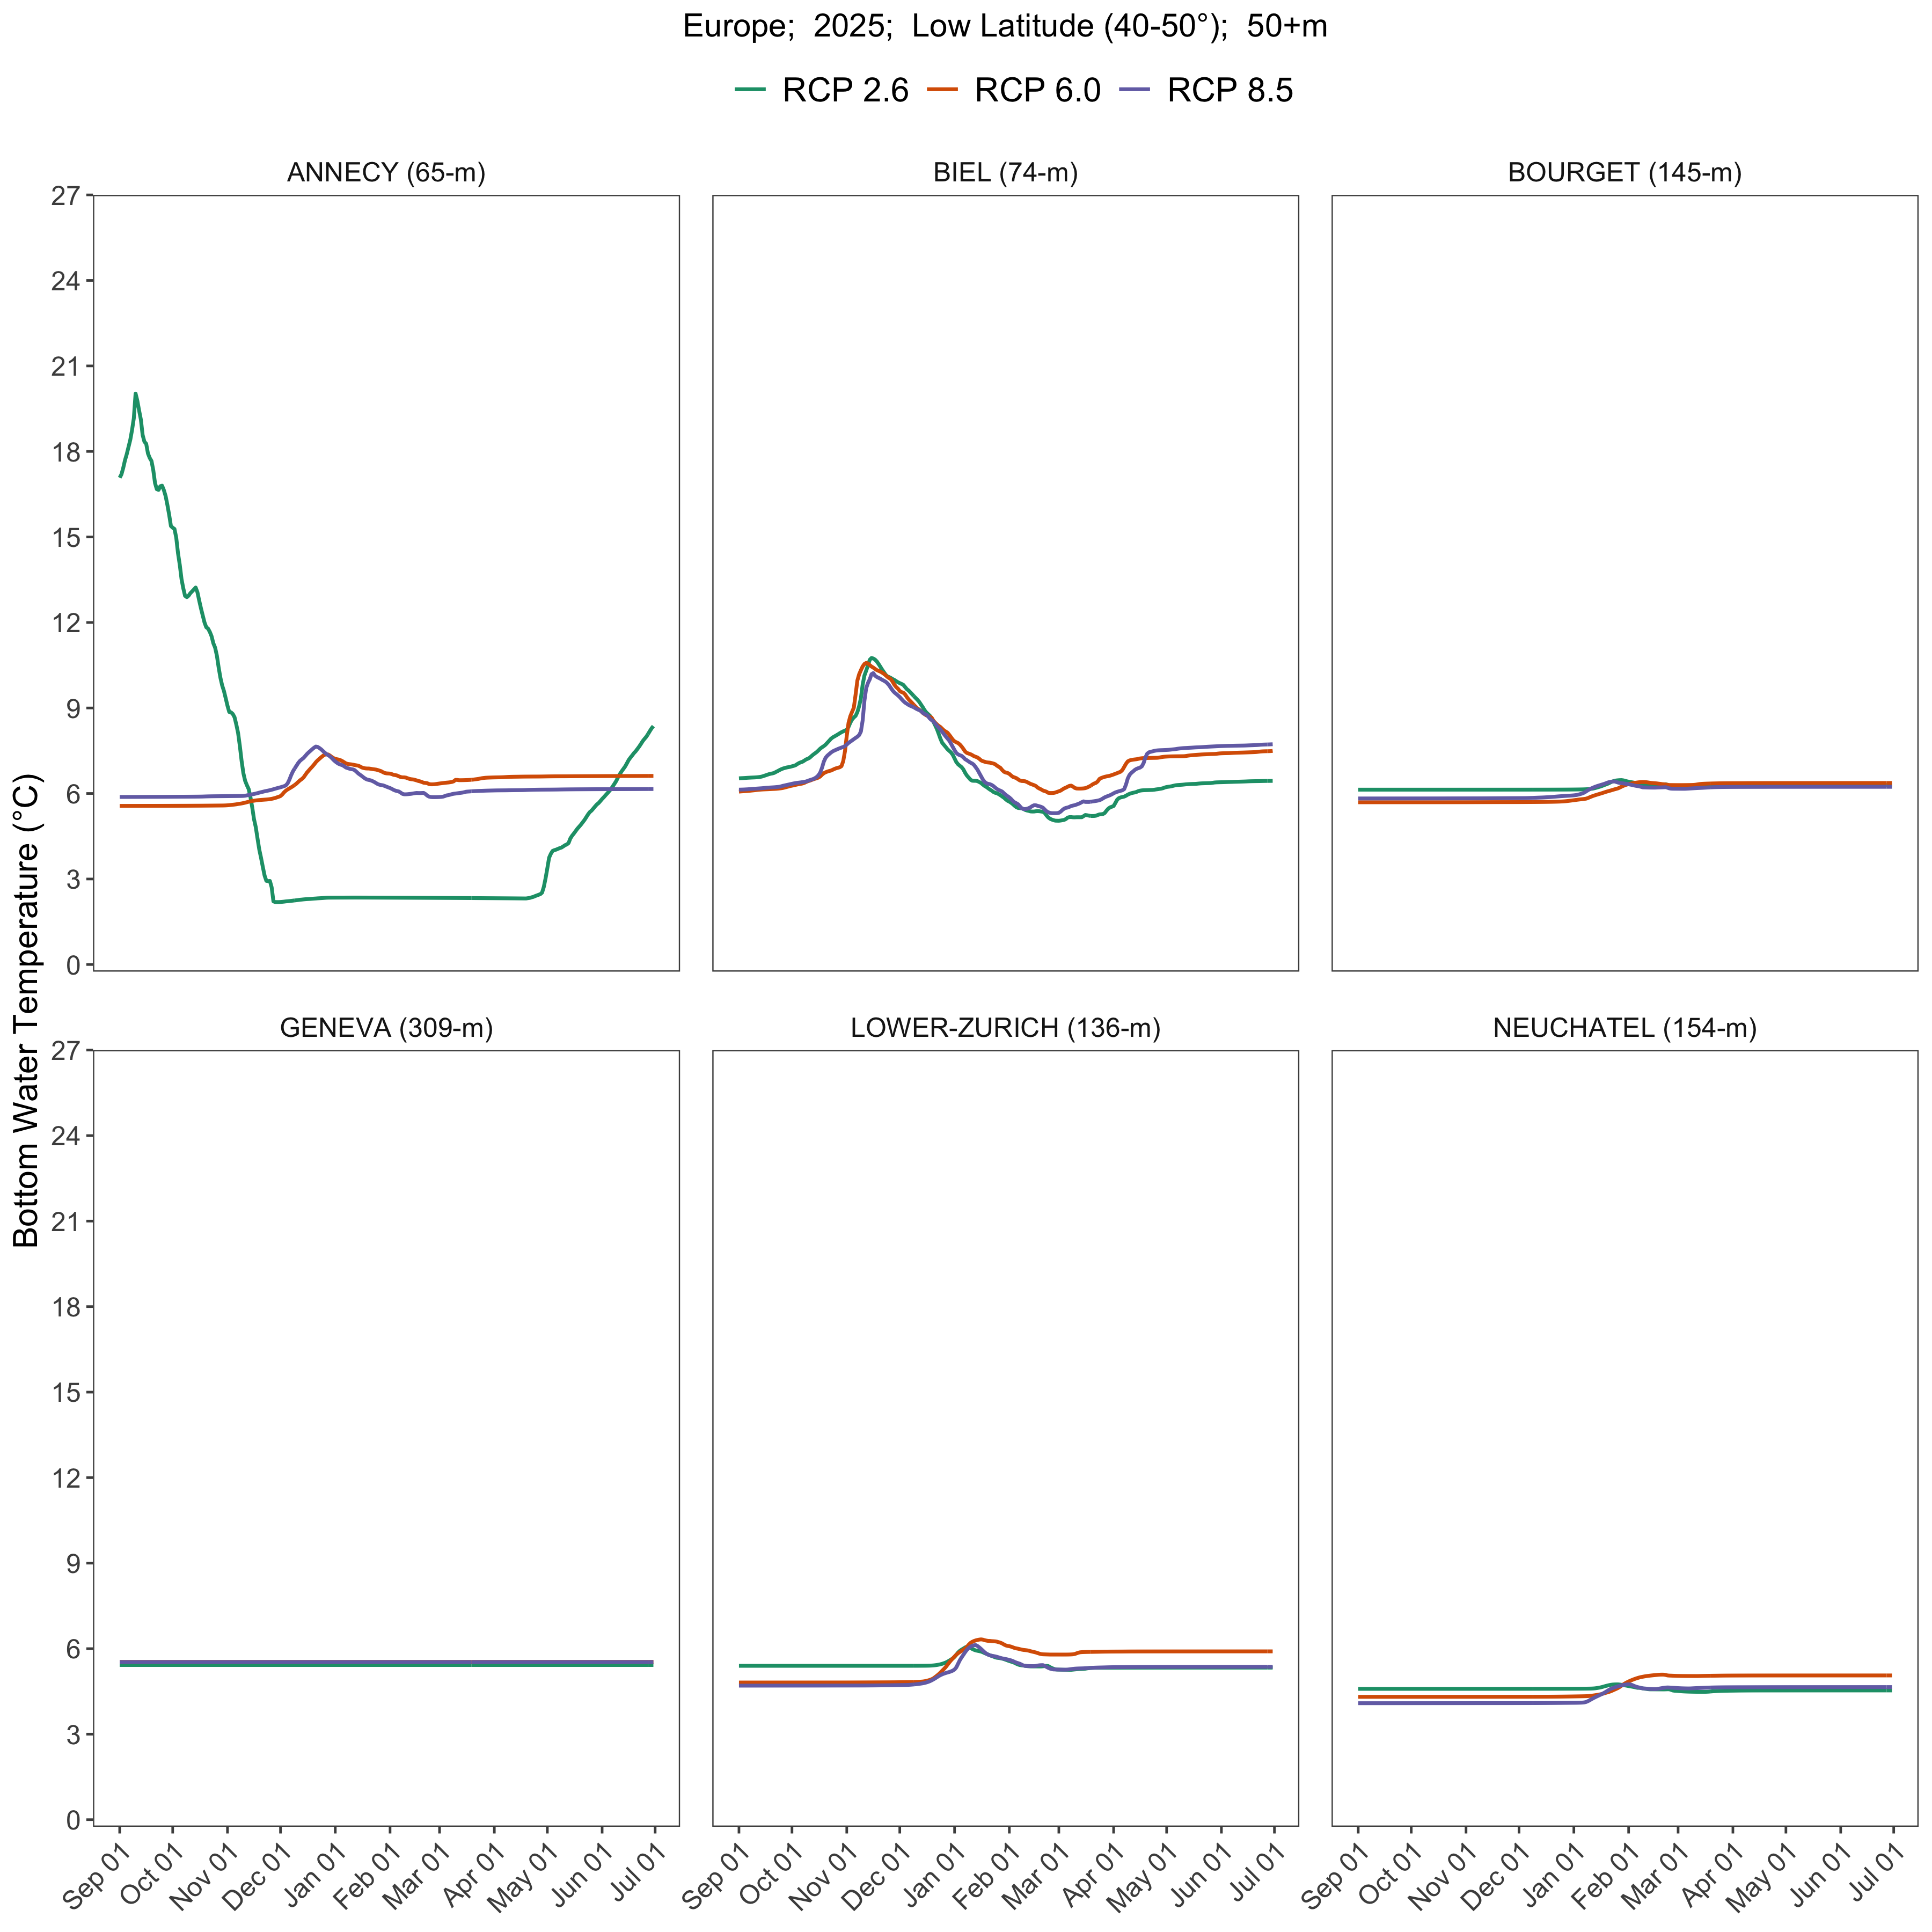 Europe;  2025;  Low Latitude (40-50°);  50+m
RCP 2.6 RCP 6.0 RCP 8.5
ANNECY (65-m) BIEL (74-m) BOURGET (145-m)
27
24
21
18
15
12
9
6
3
0
Bottom Water Temperature (°C)
GENEVA (309-m) LOWER-ZURICH (136-m) NEUCHATEL (154-m)
27
24
21
18
15
12
9
6
3
0
Sep 01 Oct 01 Nov 01 Dec 01 Jan 01 Feb 01 Mar 01 Apr 01 May 01 Jun 01 Jul 01
Sep 01 Oct 01 Nov 01 Dec 01 Jan 01 Feb 01 Mar 01 Apr 01 May 01 Jun 01 Jul 01
Sep 01 Oct 01 Nov 01 Dec 01 Jan 01 Feb 01 Mar 01 Apr 01 May 01 Jun 01 Jul 01